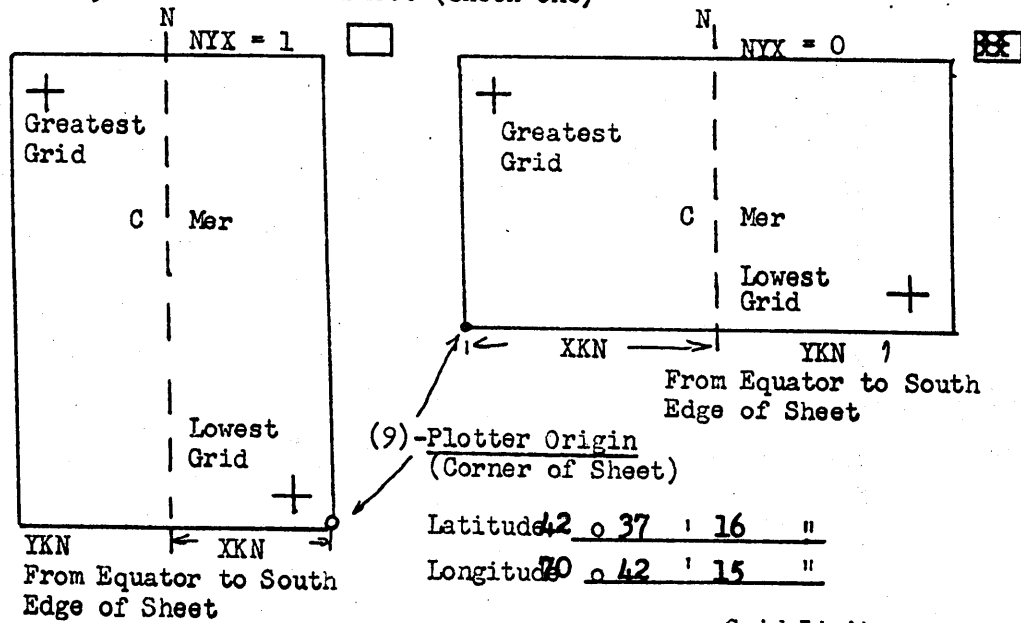 N
NYX = 1
Greatest
Grid
C Mer
Lowest
Grid
YKN
XKN
From Equator to South
Edge of Sheet
N
NYX = 0
Greatest
Grid
C Mer
Lowest
Grid
XKN
YKN
From Equator to South
Edge of Sheet
(9)-Plotter Origin
(Corner of Sheet)
Latitude 42 o 37 ' 16 "
Longitude 70 o 42 ' 15 "